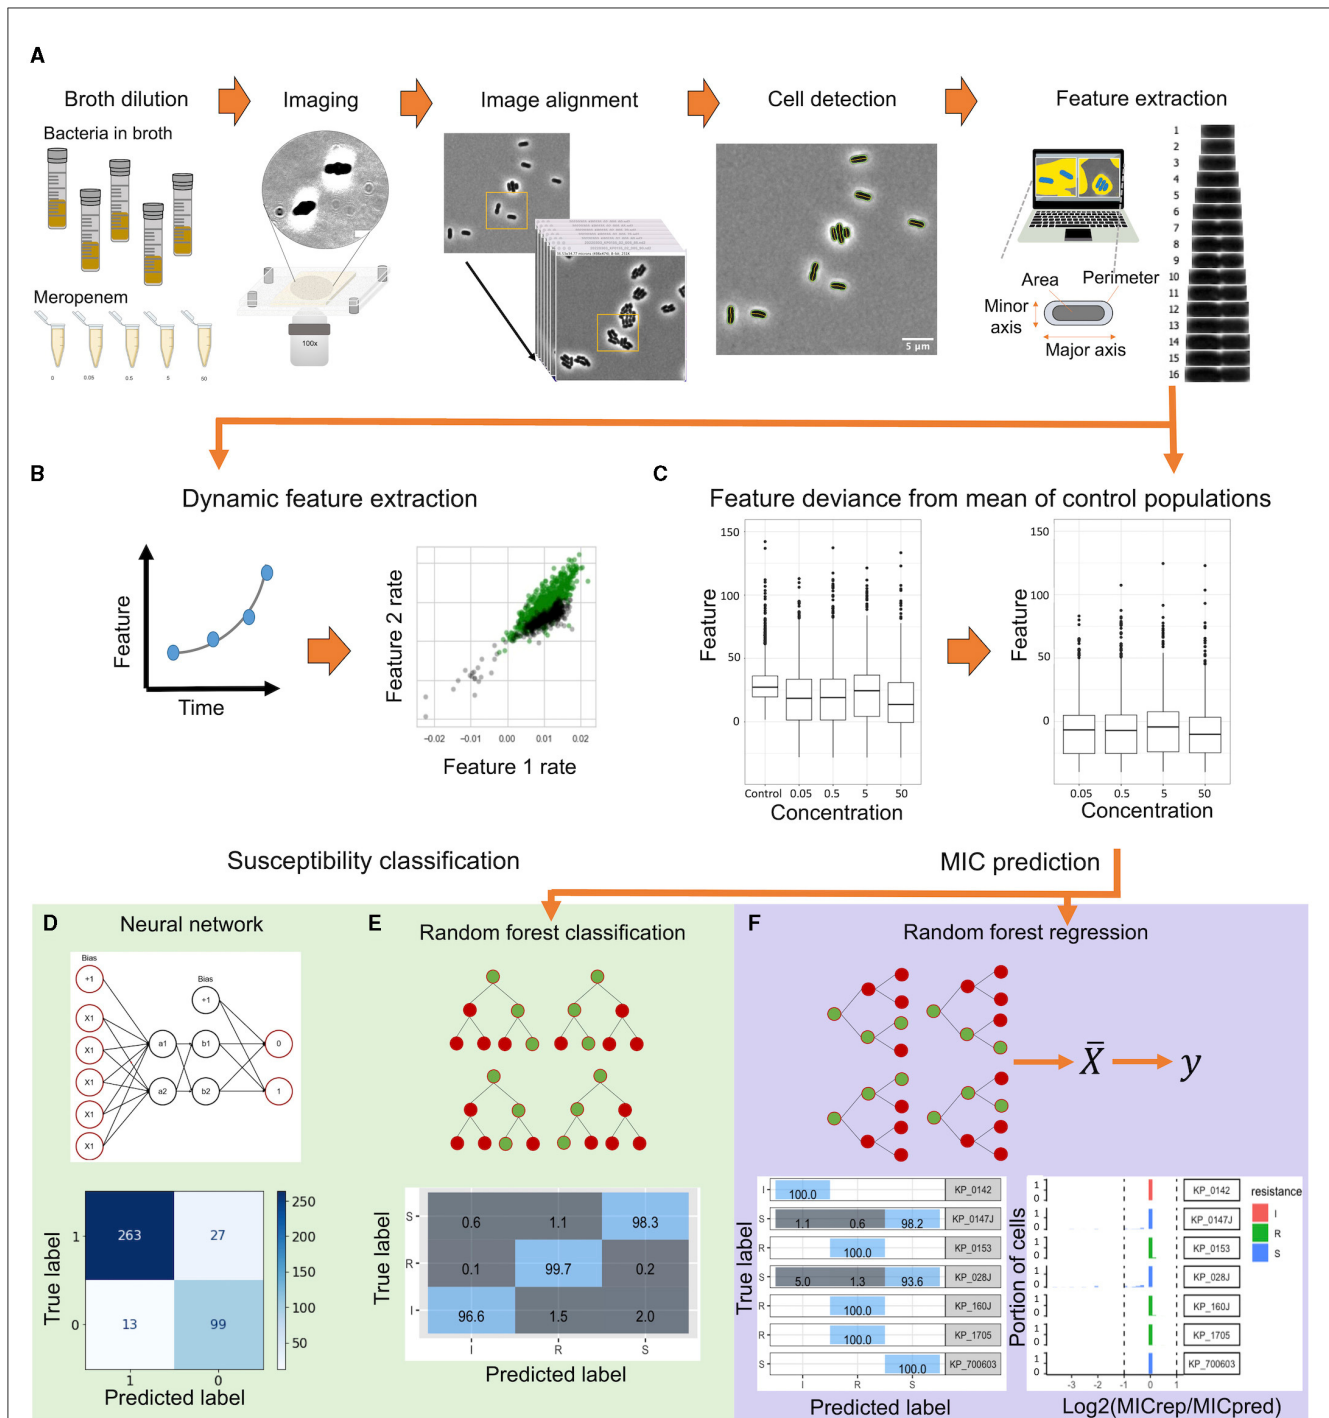 A
Broth dilution
Imaging
Image alignment
Cell detection
Feature extraction
Bacteria in broth
Meropenem
0 0.05 0.5 5 50
100x
5 µm
Area
Perimeter
Minor axis
Major axis
1
2
3
4
5
6
7
8
9
10
11
12
13
14
15
16
B
Dynamic feature extraction
Feature
Time
Feature 2 rate
−0.02 −0.01 0.00 0.01 0.02
Feature 1 rate
C
Feature deviance from mean of control populations
Feature
150
100
50
0
Control 0.05 0.5 5 50
Concentration
Feature
150
100
50
0
0.05 0.5 5 50
Concentration
Susceptibility classification
MIC prediction
D
Neural network
Bias
+1
X1
X1
X1
X1
X1
Bias
+1
a1
a2
b1
b2
0
1
True label
1
0
263 27
13 99
1 0
Predicted label
250
200
150
100
50
E
Random forest classification
True label
S 0.6 1.1 98.3
R 0.1 99.7 0.2
I 96.6 1.5 2.0
I R S
Predicted label
F
Random forest regression
X̄
y
True label
I 100.0 KP_0142
S 1.1 0.6 98.2 KP_0147J
R 100.0 KP_0153
S 5.0 1.3 93.6 KP_028J
R 100.0 KP_160J
R 100.0 KP_1705
S 100.0 KP_700603
I R S
Predicted label
Portion of cells
1 0 KP_0142
1 0 KP_0147J
1 0 KP_0153
1 0 KP_028J
1 0 KP_160J
1 0 KP_1705
1 0 KP_700603
-3 -2 -1 0 1
Log2(MICrep/MICpred)
resistance
I
R
S